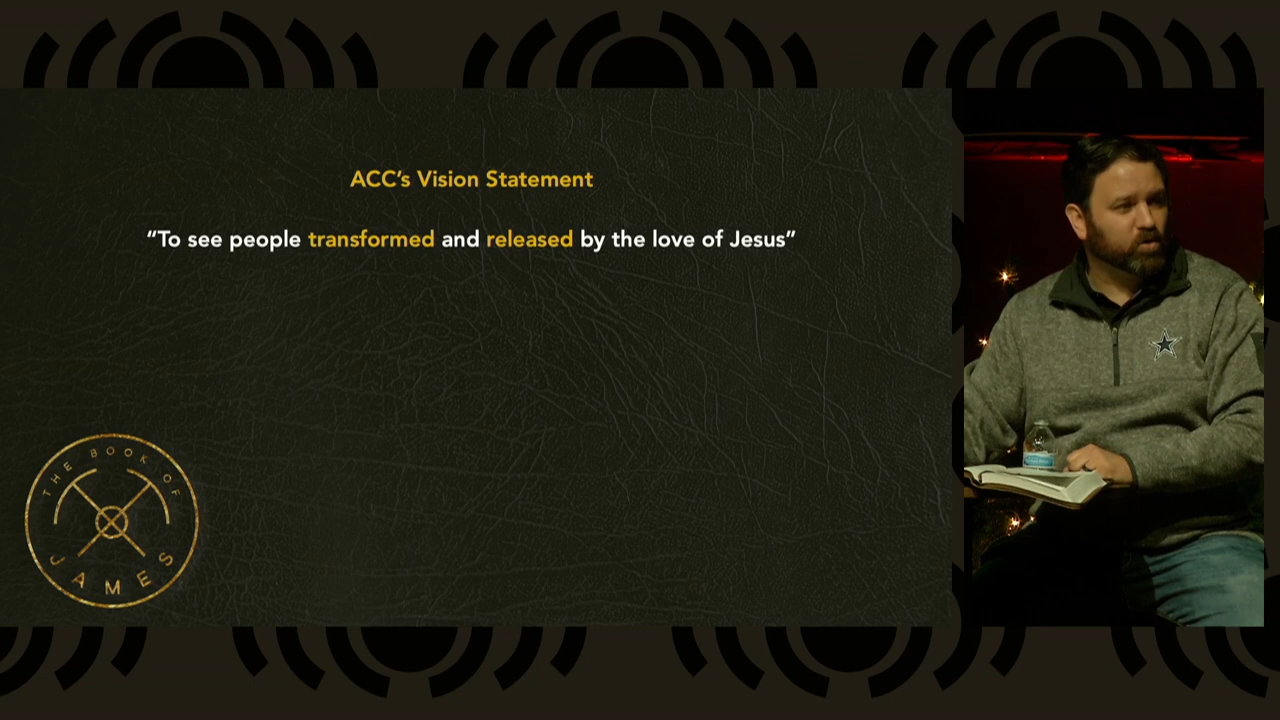 ACC’s Vision Statement
“To see people transformed and released by the love of Jesus”
THE BOOK OF
JAMES